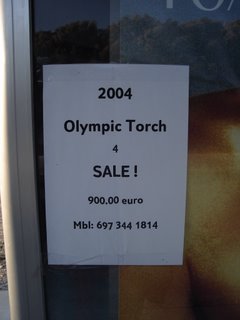 2004
Olympic Torch
4
SALE !
900.00 euro
Mbl: 697 344 1814